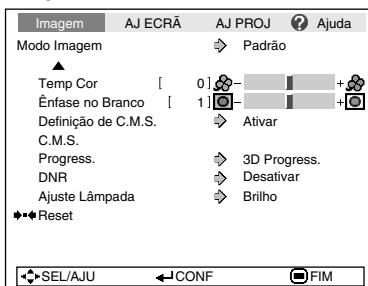 Imagem AJ ECRÃ AJ PROJ ? Ajuda
Modo Imagem Padrão
Temp Cor [ 0] - +
Ênfase no Branco [ 1] - +
Definição de C.M.S. Ativar
C.M.S.
Progress. 3D Progress.
DNR Desativar
Ajuste Lâmpada Brilho
Reset
SEL/AJU CONF FIM